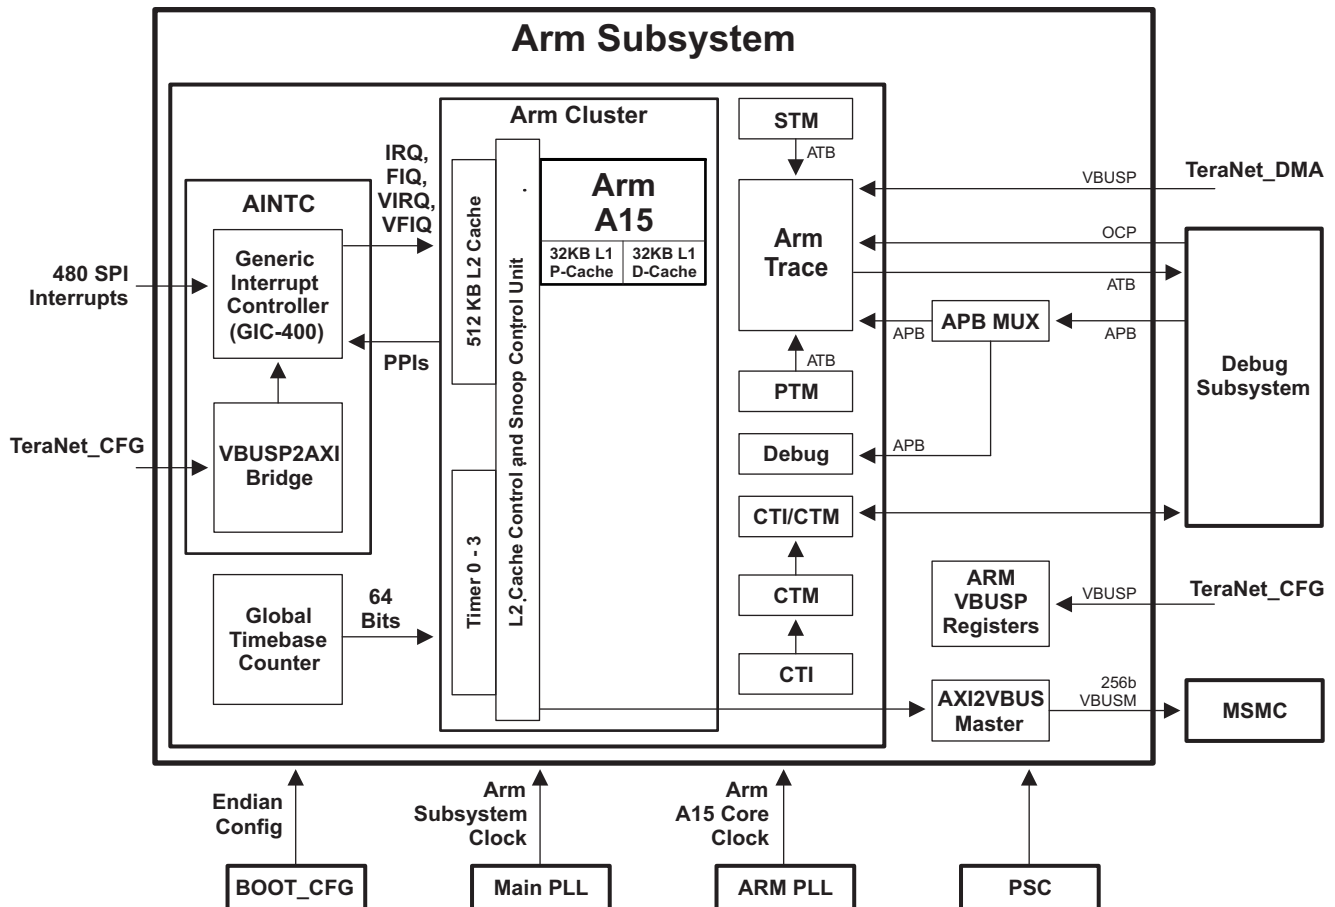 Arm Subsystem
Arm Cluster
IRQ,
FIQ,
VIRQ,
VFIQ
AINTC
Generic
Interrupt
Controller
(GIC-400)
480 SPI
Interrupts
PPIs
TeraNet_CFG
VBUSP2AXI
Bridge
Global
Timebase
Counter
64
Bits
512 KB L2 Cache
Timer 0 - 3
L2 Cache Control and Snoop Control Unit
Arm
A15
32KB L1
P-Cache
32KB L1
D-Cache
STM
ATB
Arm
Trace
VBUSP
TeraNet_DMA
OCP
ATB
APB
APB MUX
APB
ATB
PTM
Debug
APB
Debug
Subsystem
CTI/CTM
CTM
CTI
ARM
VBUSP
Registers
VBUSP
TeraNet_CFG
AXI2VBUS
Master
256b
VBUSM
MSMC
Endian
Config
Arm
Subsystem
Clock
Arm
A15 Core
Clock
BOOT_CFG
Main PLL
ARM PLL
PSC